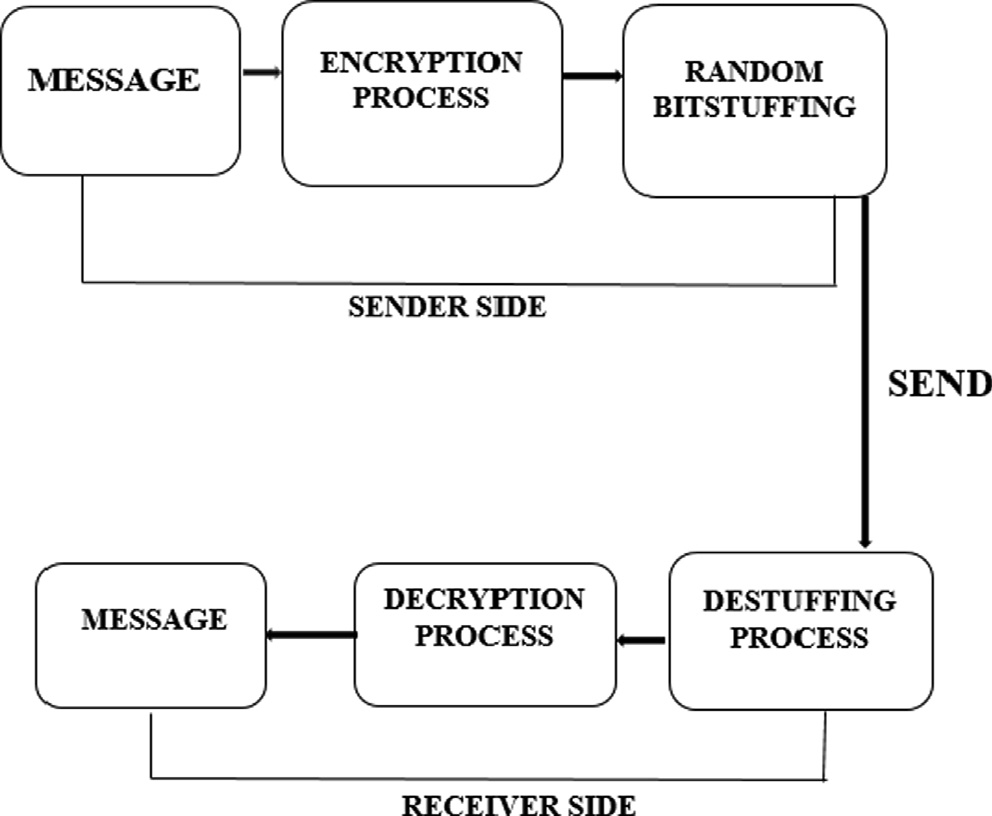 MESSAGE
ENCRYPTION
PROCESS
RANDOM
BITSTUFFING
SENDER SIDE
SEND
MESSAGE
DECRYPTION
PROCESS
DESTUFFING
PROCESS
RECEIVER SIDE